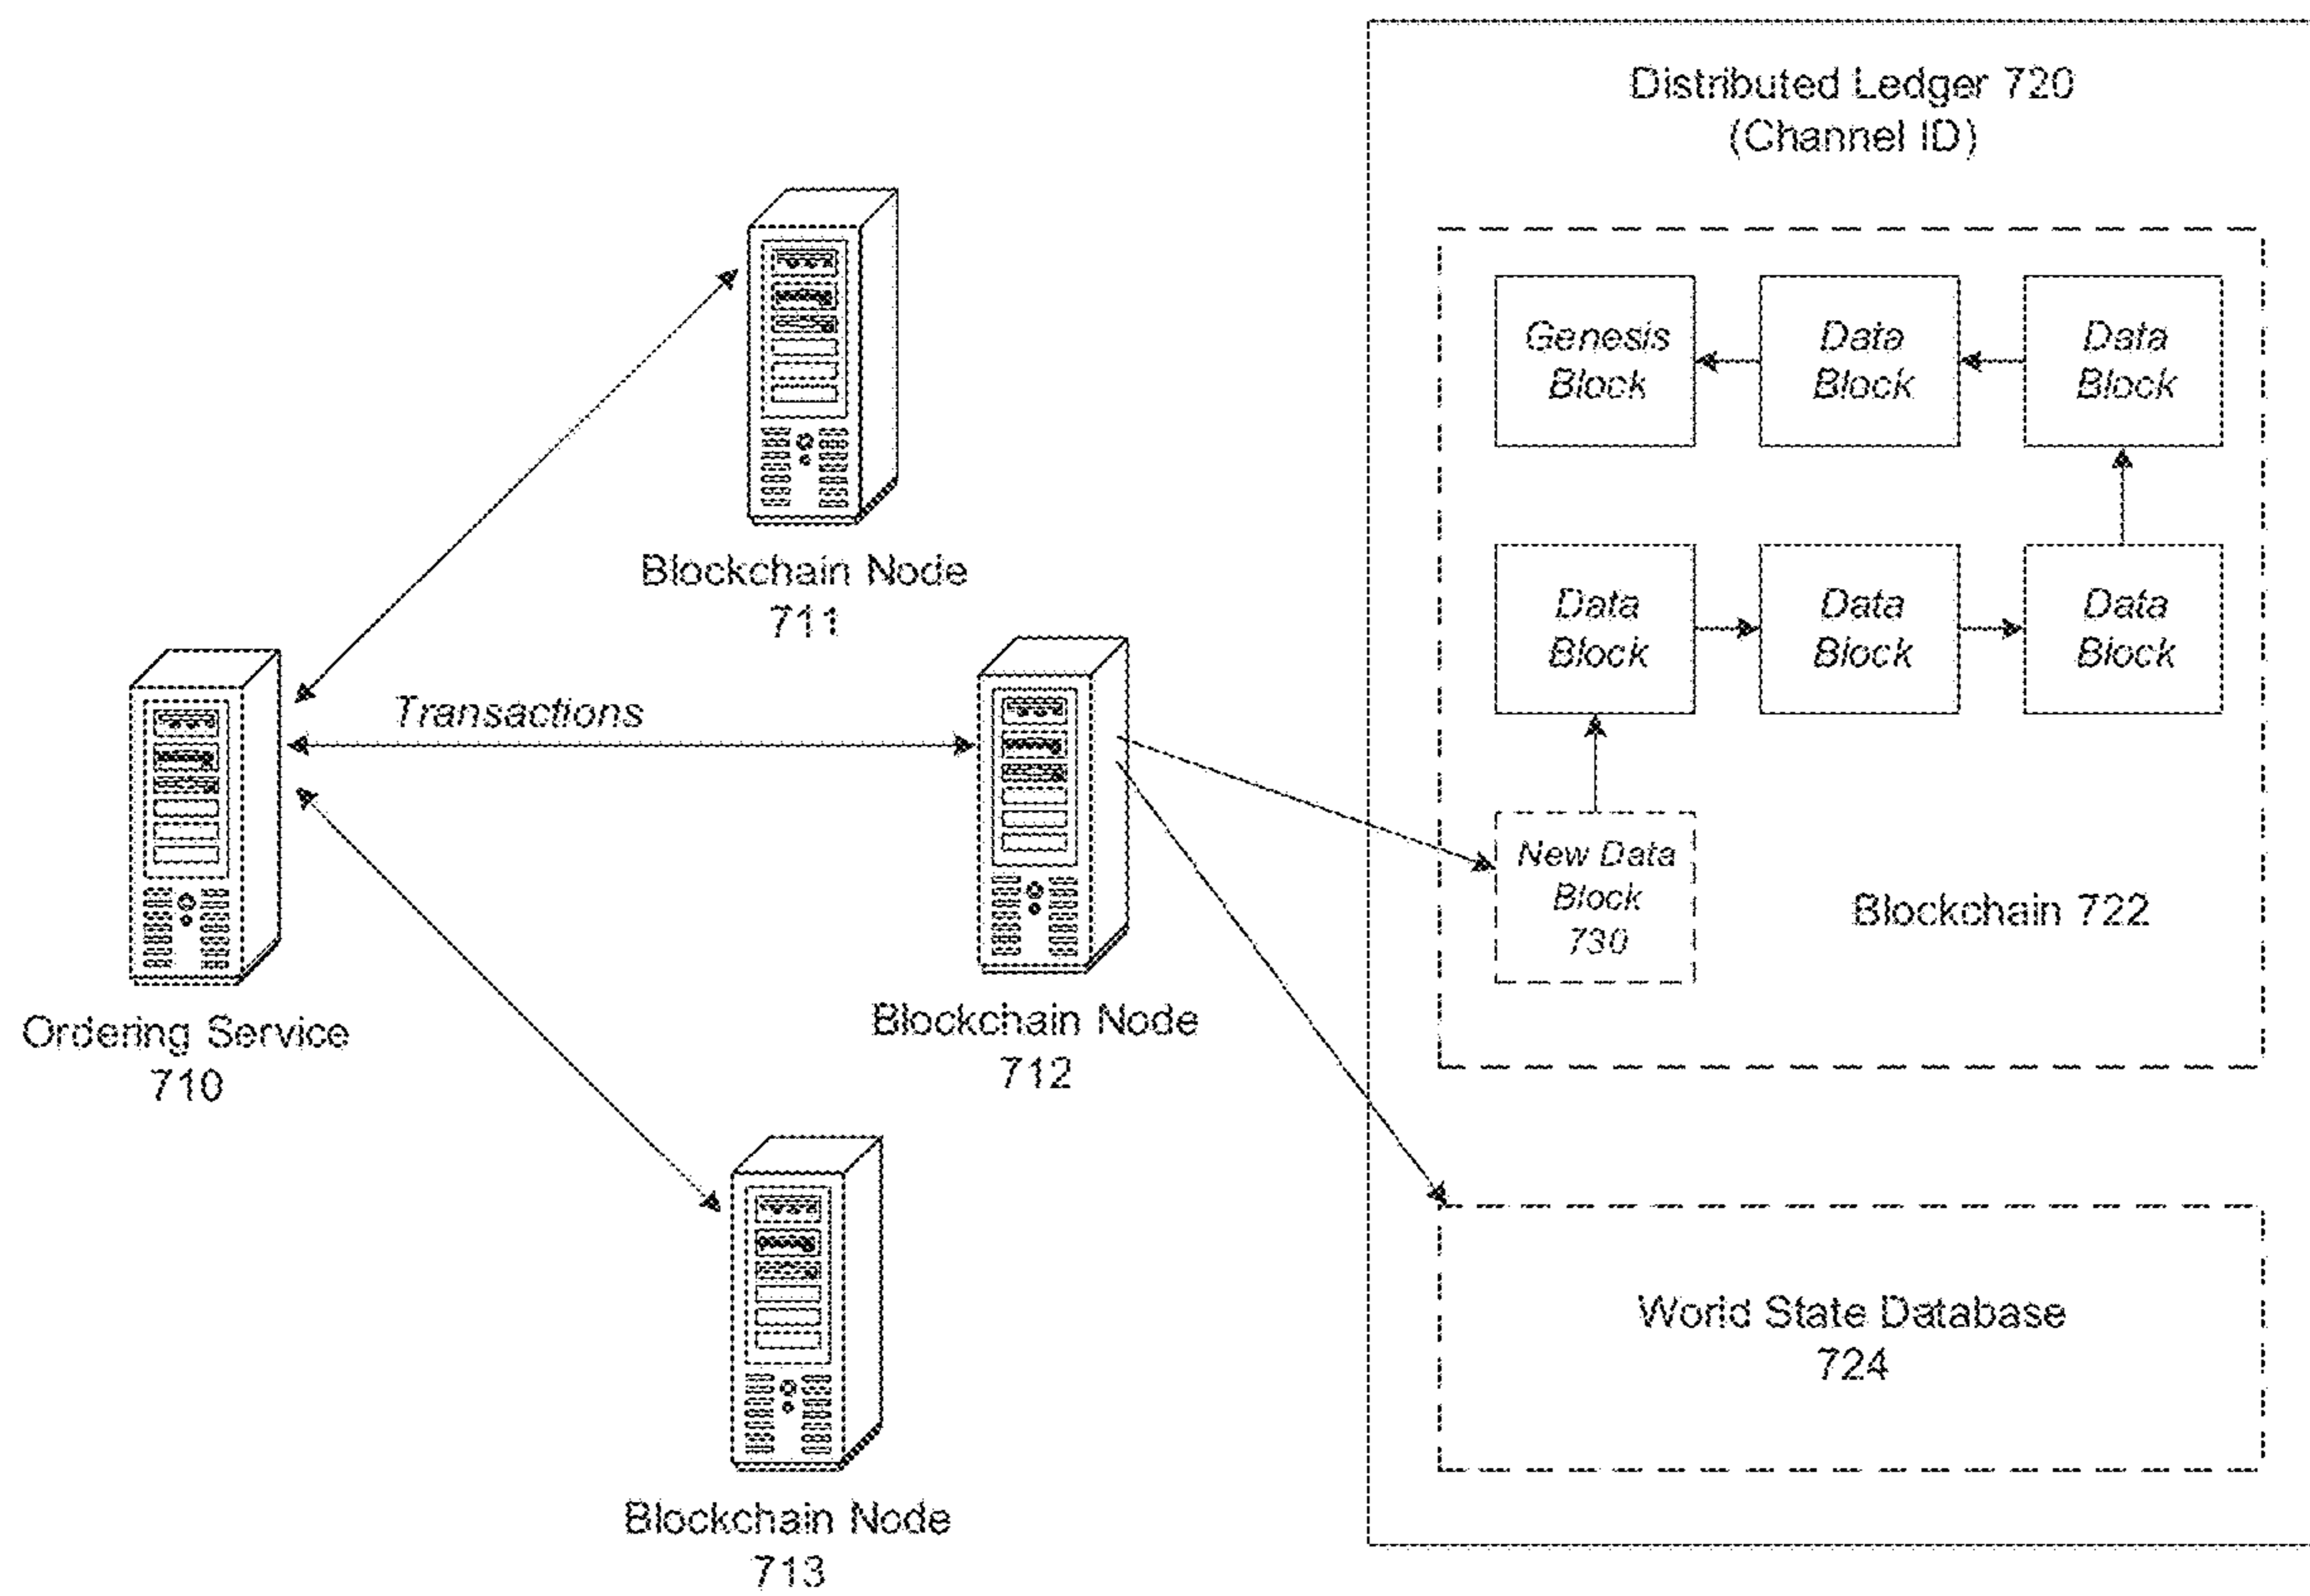 Distributed Ledger 720
(Channel ID)
Genesis
Block
Data
Block
Data
Block
Blockchain Node
711
Data
Block
Data
Block
Data
Block
Transactions
New Data
Block
730
Blockchain 722
Ordering Service
710
Blockchain Node
712
World State Database
724
Blockchain Node
713